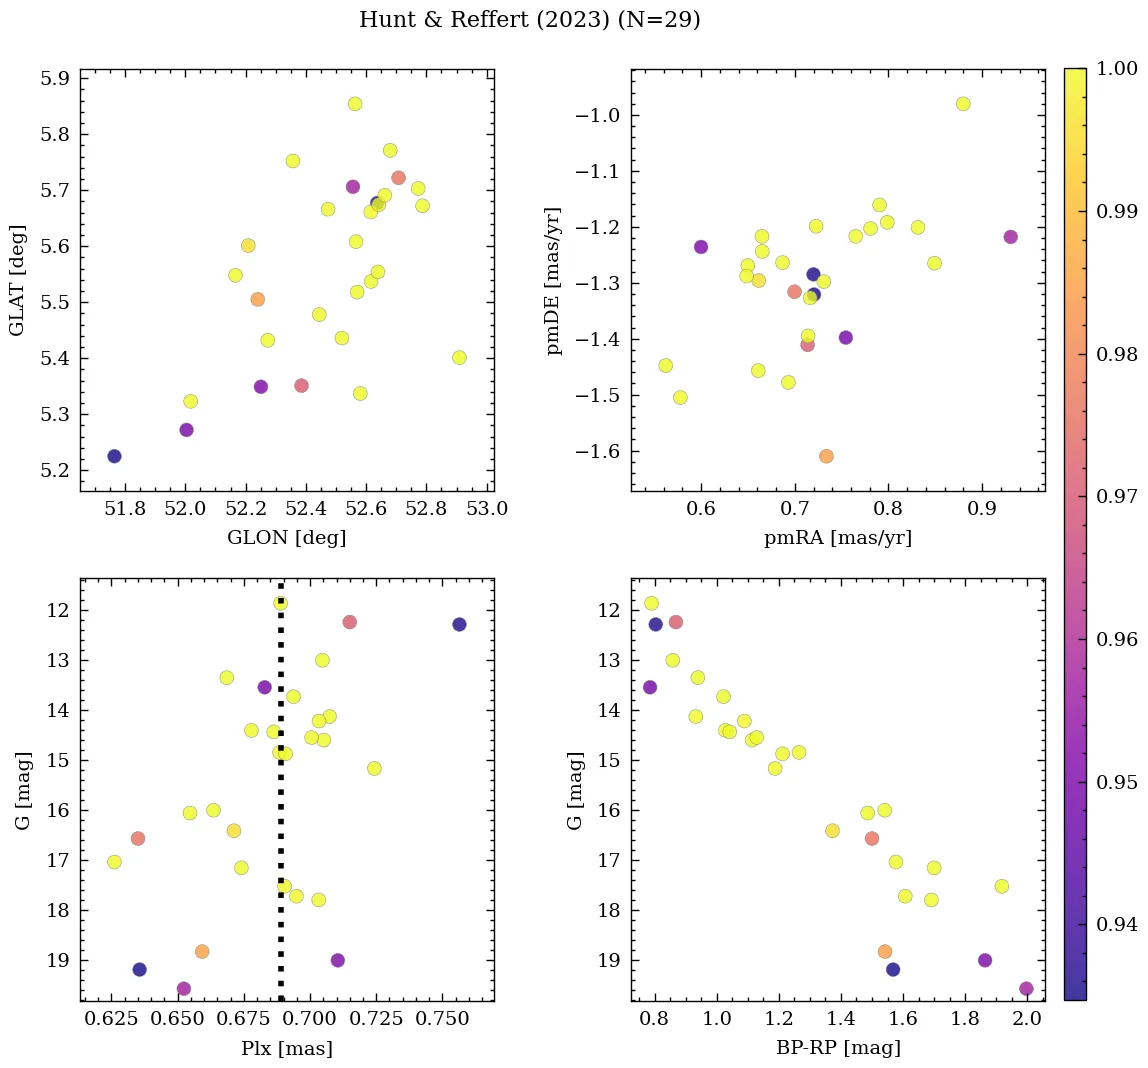 Hunt & Reffert (2023) (N=29)
5.9
5.8
5.7
5.6
5.5
5.4
5.3
5.2
GLAT [deg]
51.8 52.0 52.2 52.4 52.6 52.8 53.0
GLON [deg]
−1.0
−1.1
−1.2
−1.3
−1.4
−1.5
−1.6
pmDE [mas/yr]
0.6 0.7 0.8 0.9
pmRA [mas/yr]
12
13
14
15
16
17
18
19
G [mag]
0.625 0.650 0.675 0.700 0.725 0.750
Plx [mas]
12
13
14
15
16
17
18
19
G [mag]
0.8 1.0 1.2 1.4 1.6 1.8 2.0
BP-RP [mag]
1.00
0.99
0.98
0.97
0.96
0.95
0.94